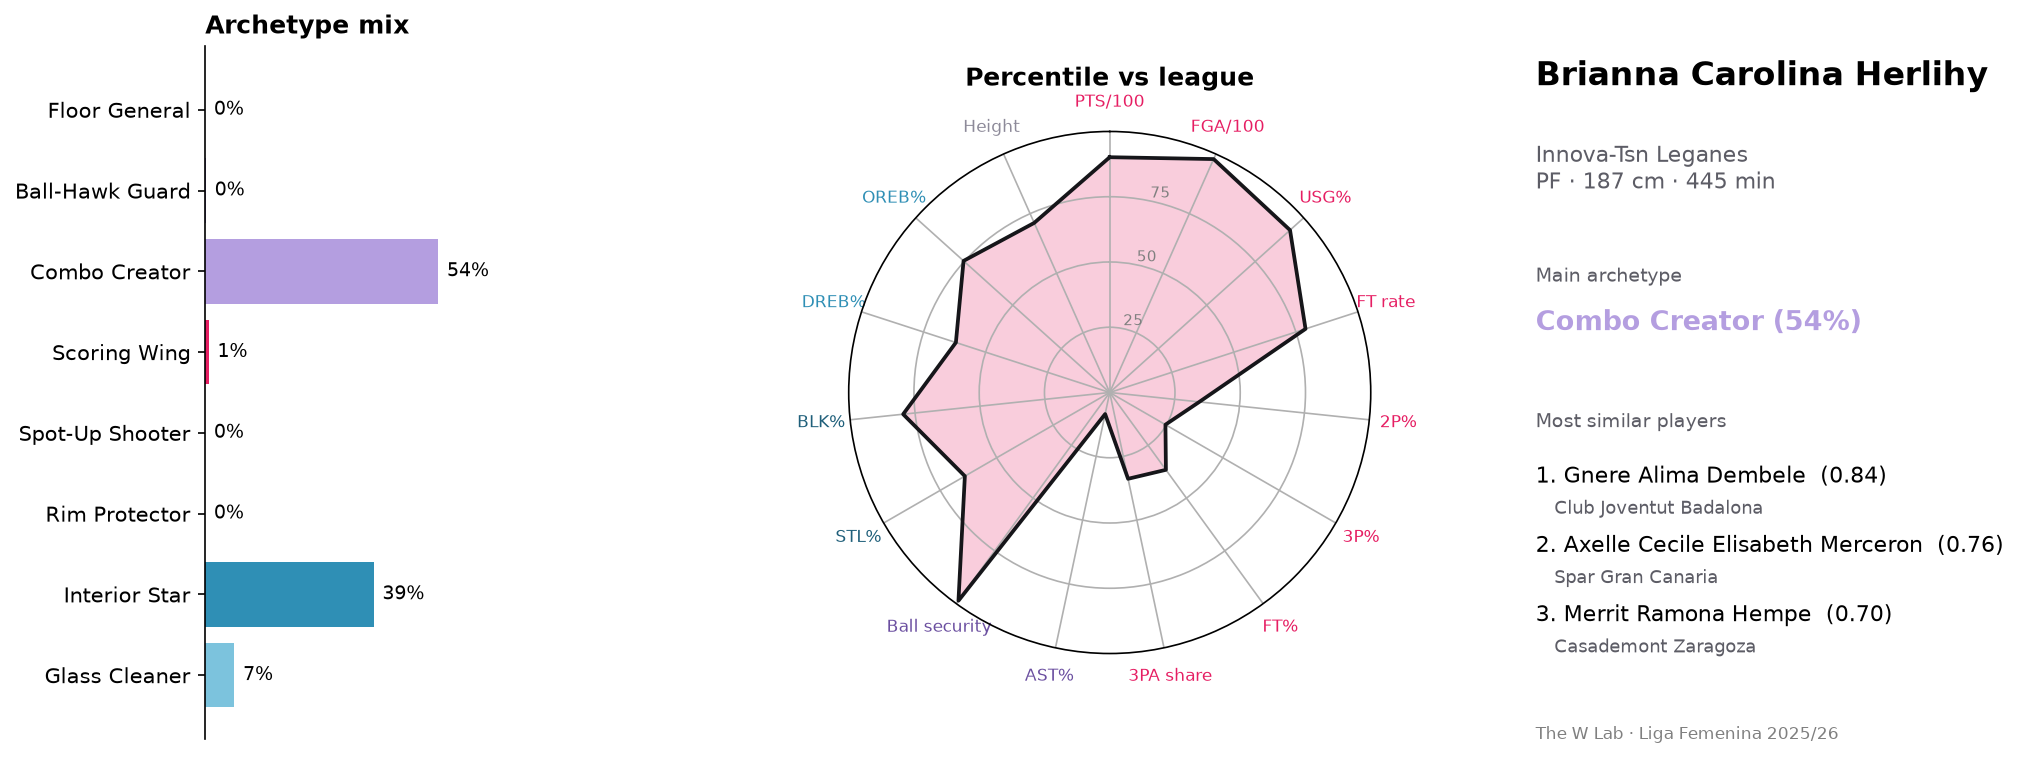 Archetype mix
Floor General
0%
Ball-Hawk Guard
0%
Combo Creator
54%
Scoring Wing
1%
Spot-Up Shooter
0%
Rim Protector
0%
Interior Star
39%
Glass Cleaner
7%
Percentile vs league
PTS/100
FGA/100
USG%
FT rate
2P%
3P%
FT%
3PA share
AST%
Ball security
STL%
BLK%
DREB%
OREB%
Height
75
50
25
Brianna Carolina Herlihy
Innova-Tsn Leganes
PF · 187 cm · 445 min
Main archetype
Combo Creator (54%)
Most similar players
1. Gnere Alima Dembele (0.84)
Club Joventut Badalona
2. Axelle Cecile Elisabeth Merceron (0.76)
Spar Gran Canaria
3. Merrit Ramona Hempe (0.70)
Casademont Zaragoza
The W Lab · Liga Femenina 2025/26